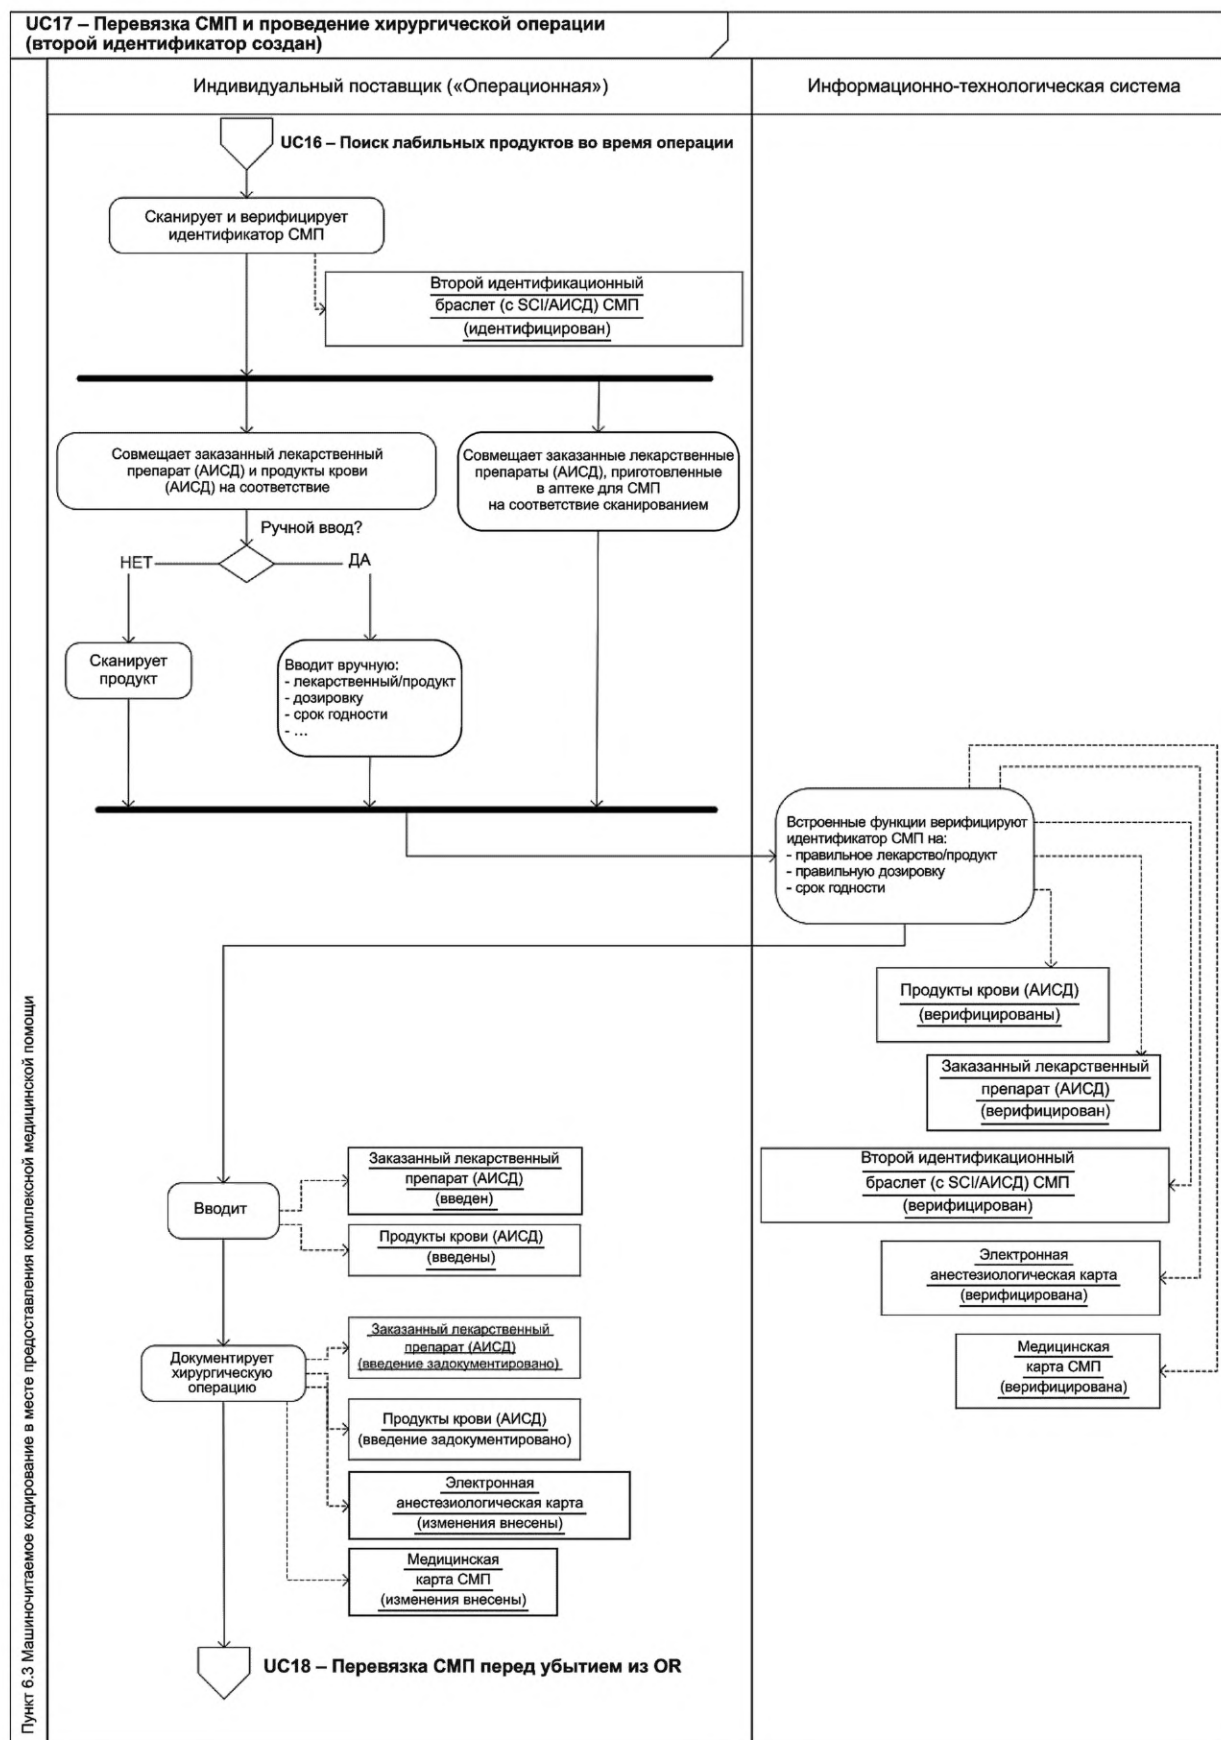 UC17 – Перевязка СМП и проведение хирургической операции
(второй идентификатор создан)
Индивидуальный поставщик («Операционная»)
Информационно-технологическая система
UC16 – Поиск лабильных продуктов во время операции
Сканирует и верифицирует
идентификатор СМП
Второй идентификационный
браслет (с SCI/АИСД) СМП
(идентифицирован)
Совмещает заказанный лекарственный
препарат (АИСД) и продукты крови
(АИСД) на соответствие
Совмещает заказанные лекарственные
препараты (АИСД), приготовленные
в аптеке для СМП
на соответствие сканированием
Ручной ввод?
НЕТ
ДА
Сканирует
продукт
Вводит вручную:
- лекарственный/продукт
- дозировку
- срок годности
- ...
Встроенные функции верифицируют
идентификатор СМП на:
- правильное лекарство/продукт
- правильную дозировку
- срок годности
Продукты крови (АИСД)
(верифицированы)
Заказанный лекарственный
препарат (АИСД)
(верифицирован)
Второй идентификационный
браслет (с SCI/АИСД) СМП
(верифицирован)
Электронная
анестезиологическая карта
(верифицирована)
Медицинская
карта СМП
(верифицирована)
Вводит
Заказанный лекарственный
препарат (АИСД)
(введен)
Продукты крови (АИСД)
(введены)
Документирует
хирургическую
операцию
Заказанный лекарственный
препарат (АИСД)
(введение задокументировано)
Продукты крови (АИСД)
(введение задокументировано)
Электронная
анестезиологическая карта
(изменения внесены)
Медицинская
карта СМП
(изменения внесены)
UC18 – Перевязка СМП перед убытием из OR
Пункт 6.3 Машиночитаемое кодирование в месте предоставления комплексной медицинской помощи